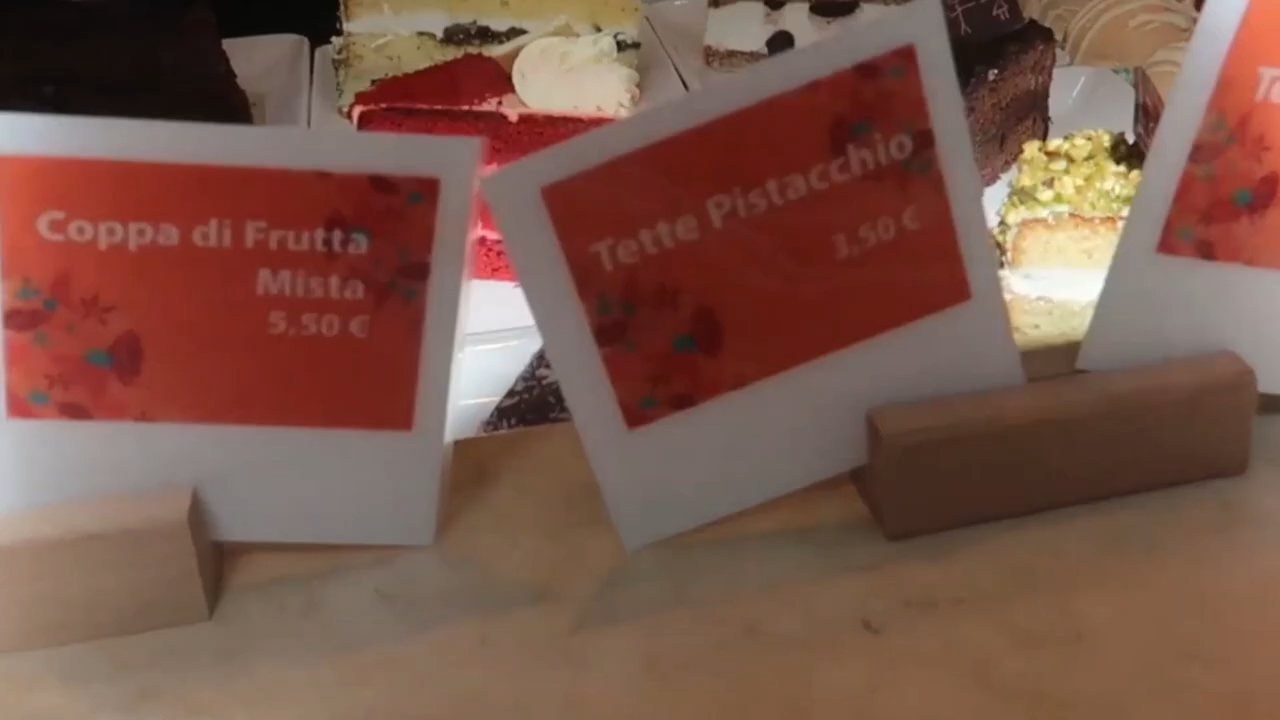 Coppa di Frutta
Mista
5,50 €
Tette Pistacchio
3,50 €